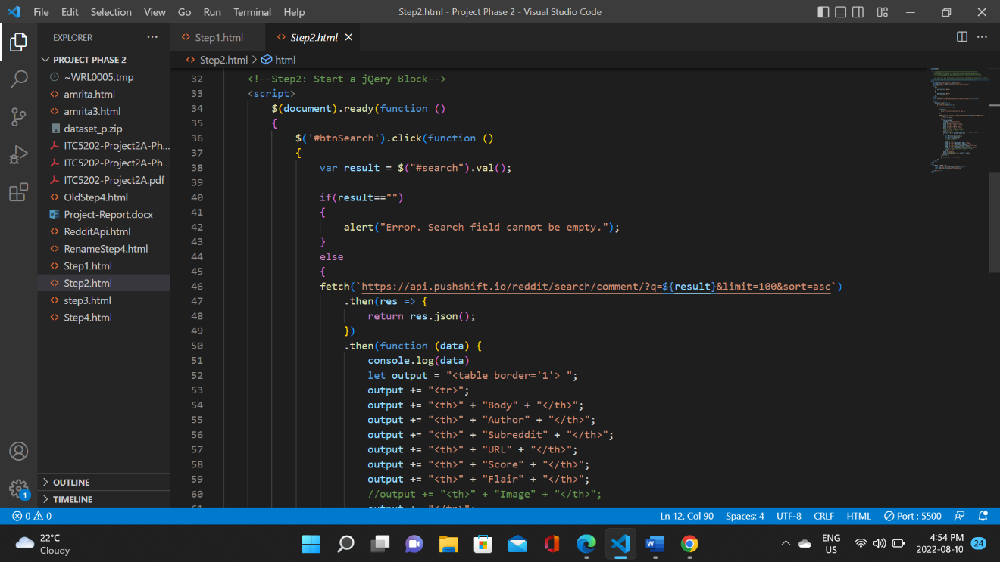 File Edit Selection View Go Run Terminal Help
Step2.html - Project Phase 2 - Visual Studio Code
EXPLORER
PROJECT PHASE 2
~WRL0005.tmp
amrita.html
amrita3.html
dataset_p.zip
ITC5202-Project2A-Ph...
ITC5202-Project2A-Ph...
ITC5202-Project2A.pdf
OldStep4.html
Project-Report.docx
RedditApi.html
RenameStep4.html
Step1.html
Step2.html
step3.html
Step4.html
OUTLINE
TIMELINE
Step1.html
Step2.html
Step2.html > html
32 <!--Step2: Start a jQery Block-->
33 <script>
34 $(document).ready(function ()
35 {
36 $('#btnSearch').click(function ()
37 {
38 var result = $("#search").val();
39
40 if(result=="")
41 {
42 alert("Error. Search field cannot be empty.");
43 }
44 else
45 {
46 fetch(`https://api.pushshift.io/reddit/search/comment/?q=${result}&limit=100&sort=asc`)
47 .then(res => {
48 return res.json();
49 })
50 .then(function (data) {
51 console.log(data)
52 let output = "<table border='1'> ";
53 output += "<tr>";
54 output += "<th>" + "Body" + "</th>";
55 output += "<th>" + "Author" + "</th>";
56 output += "<th>" + "Subreddit" + "</th>";
57 output += "<th>" + "URL" + "</th>";
58 output += "<th>" + "Score" + "</th>";
59 output += "<th>" + "Flair" + "</th>";
60 //output += "<th>" + "Image" + "</th>";
1
0 0
Ln 12, Col 90 Spaces: 4 UTF-8 CRLF HTML Port : 5500
22°C
Cloudy
ENG
US
4:54 PM
2022-08-10
24